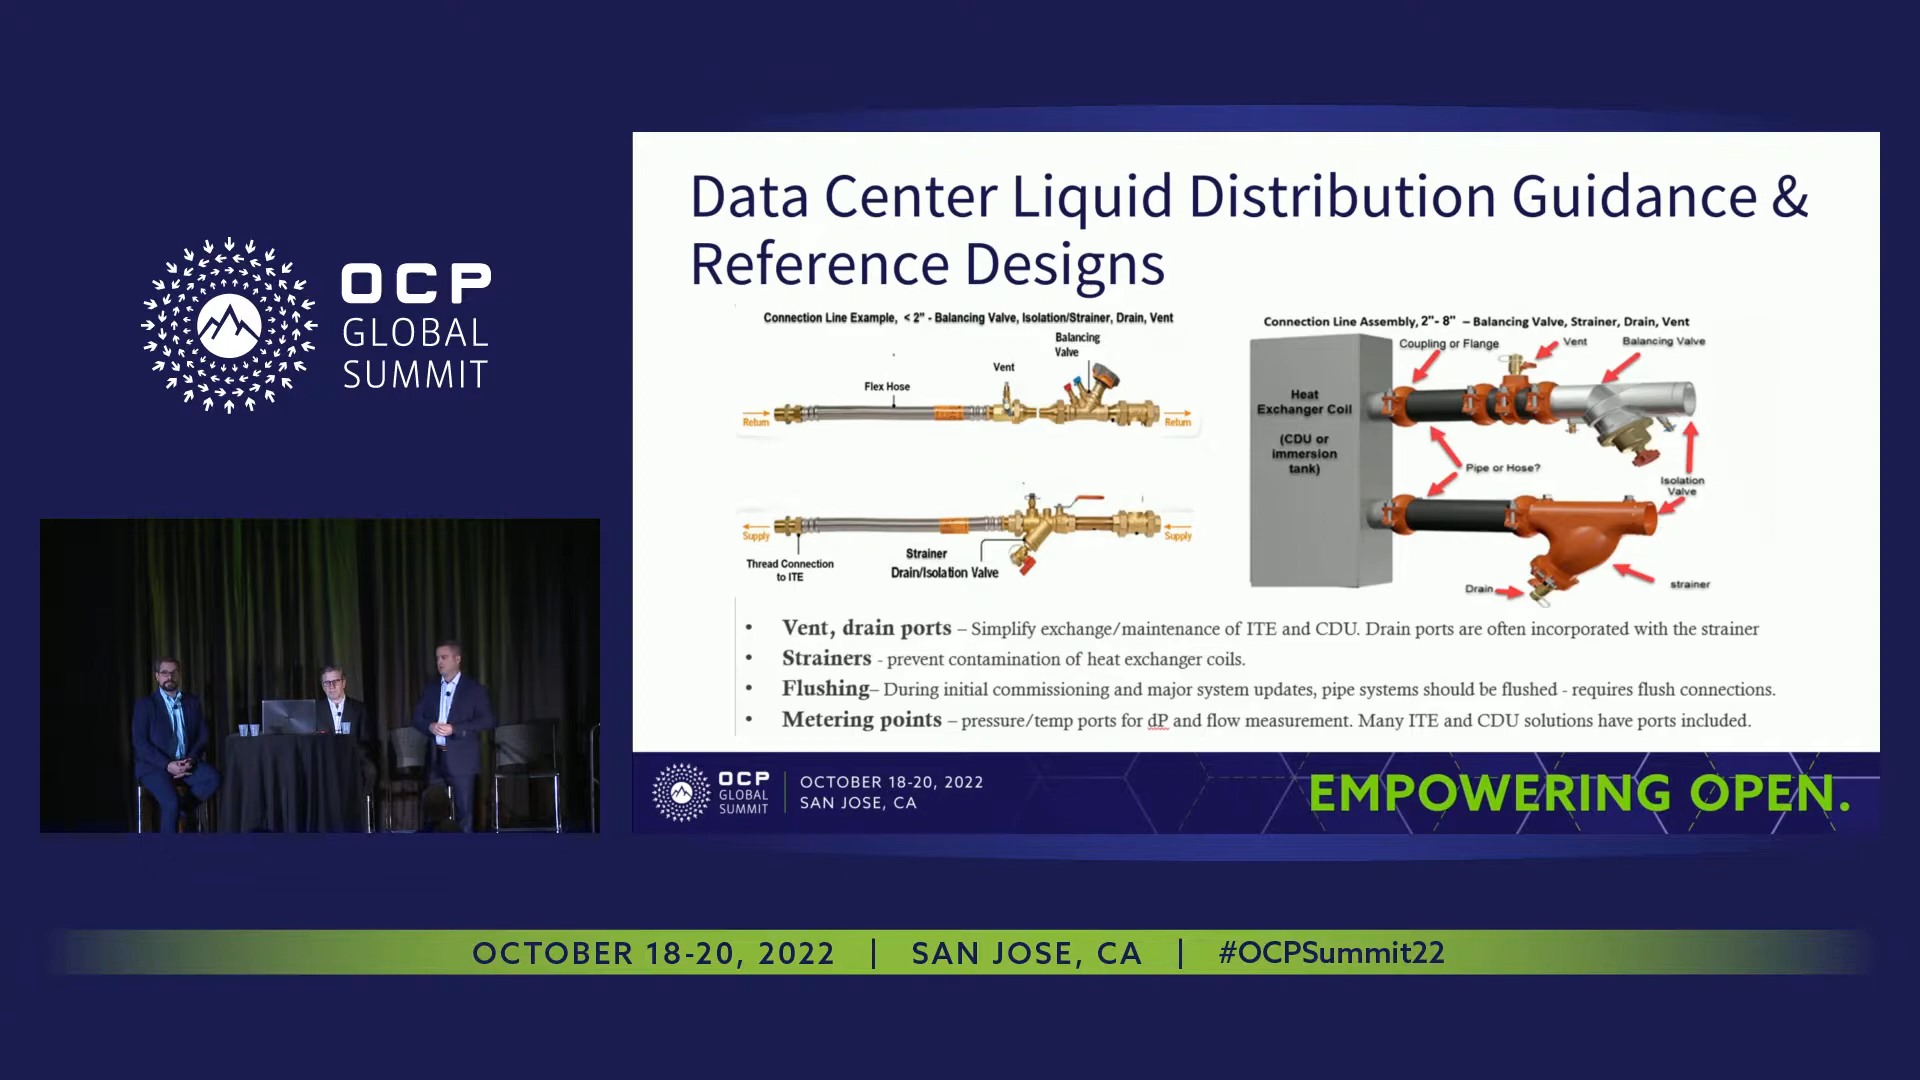 OCP
GLOBAL
SUMMIT
Data Center Liquid Distribution Guidance &
Reference Designs
Connection Line Example, < 2" - Balancing Valve, Isolation/Strainer, Drain, Vent
Balancing
Valve
Vent
Flex Hose
Return
Return
Supply
Supply
Thread Connection
to ITE
Strainer
Drain/Isolation Valve
Connection Line Assembly, 2"- 8" – Balancing Valve, Strainer, Drain, Vent
Coupling or Flange
Vent
Balancing Valve
Heat
Exchanger Coil
(CDU or
immersion
tank)
Pipe or Hose?
Isolation
Valve
Drain
strainer
• Vent, drain ports – Simplify exchange/maintenance of ITE and CDU. Drain ports are often incorporated with the strainer
• Strainers - prevent contamination of heat exchanger coils.
• Flushing– During initial commissioning and major system updates, pipe systems should be flushed - requires flush connections.
• Metering points – pressure/temp ports for dP and flow measurement. Many ITE and CDU solutions have ports included.
OCP
GLOBAL
SUMMIT
OCTOBER 18-20, 2022
SAN JOSE, CA
EMPOWERING OPEN.
OCTOBER 18-20, 2022 | SAN JOSE, CA | #OCPSummit22